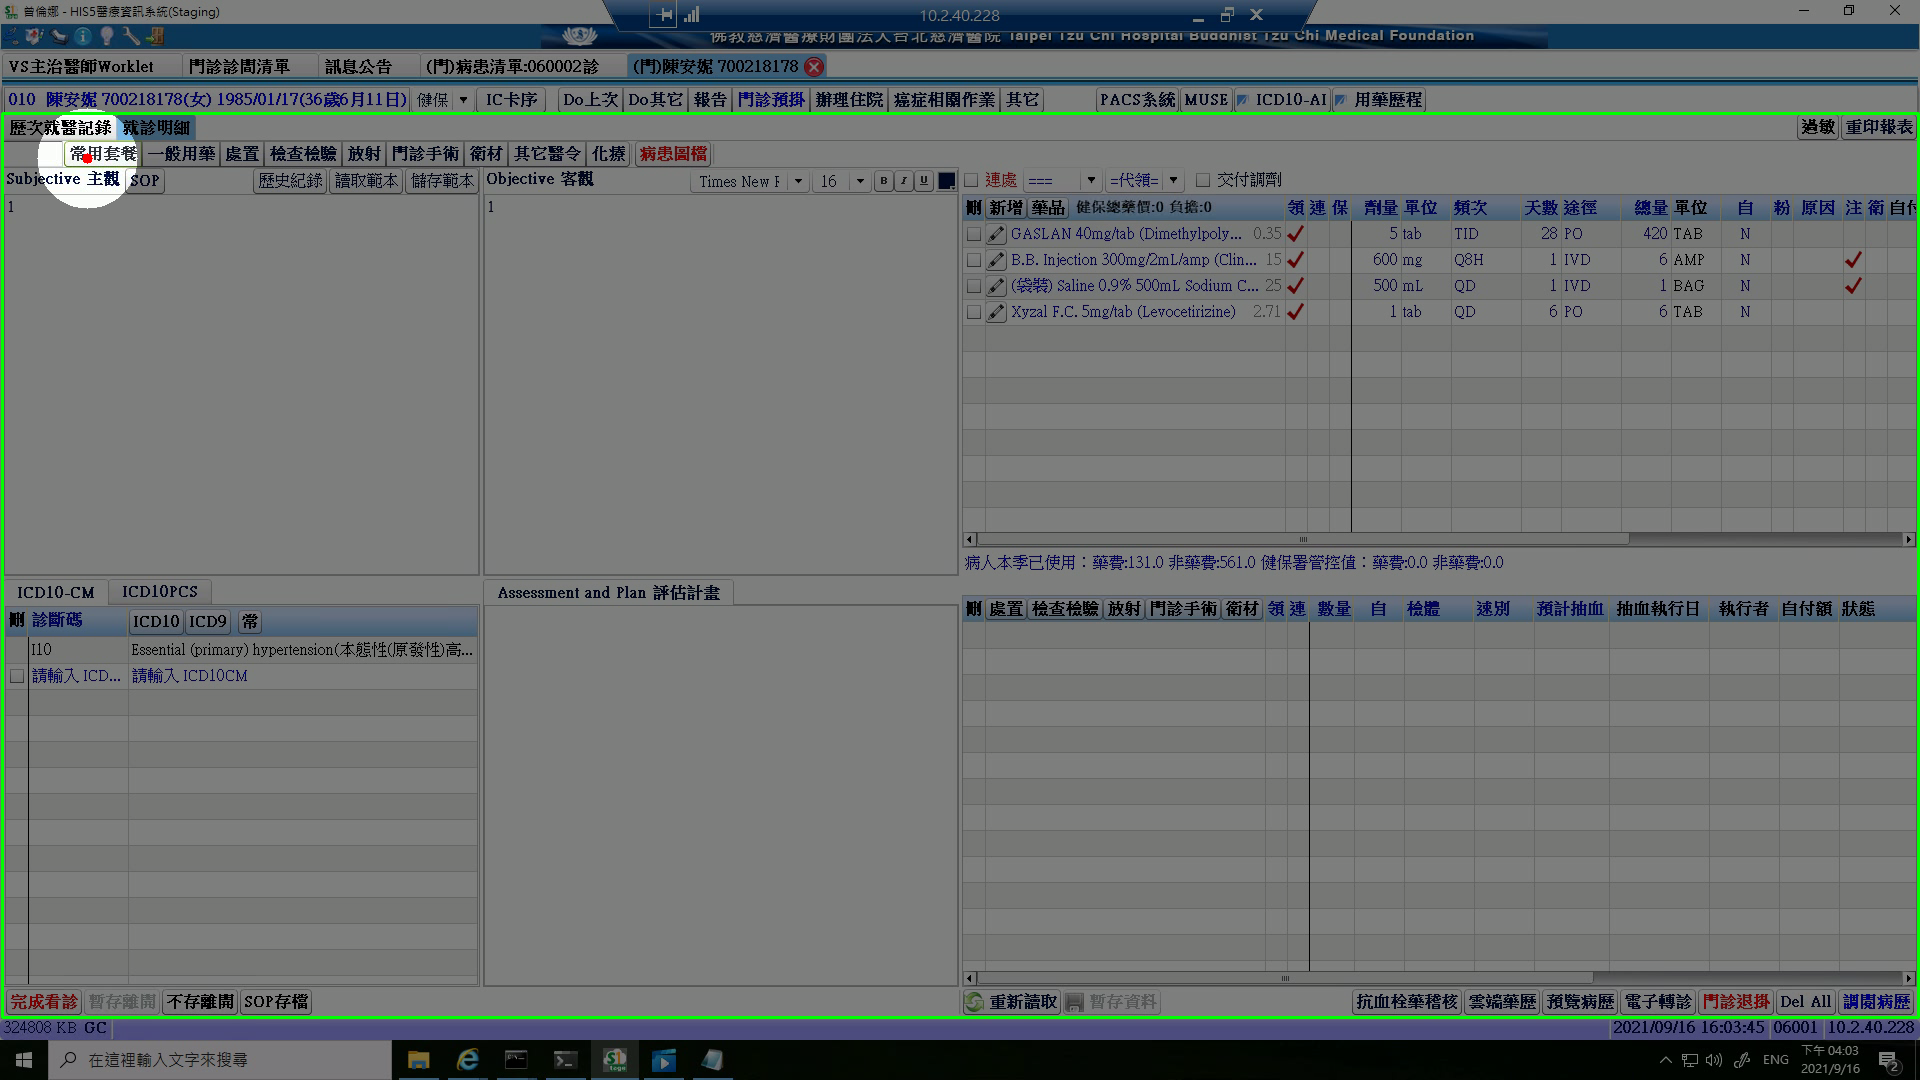 曾倫娜 - HIS5醫療資訊系統(Staging)
10.2.40.228
佛教慈濟醫療財團法人台北慈濟醫院 Taipei Tzu Chi Hospital Buddhist Tzu Chi Medical Foundation
VS主治醫師Worklet 門診診間清單 訊息公告 (門)病患清單:060002診 (門)陳安妮 700218178
010 陳安妮 700218178(女) 1985/01/17(36歲6月11日) 健保 IC卡序 Do上次 Do其它 報告 門診預掛 辦理住院 癌症相關作業 其它 PACS系統 MUSE ICD10-AI 用藥歷程
歷次就醫記錄 就診明細 過敏 重印報表
常用套餐 一般用藥 處置 檢查檢驗 放射 門診手術 衛材 其它醫令 化療 病患圖檔
Subjective 主觀 SOP 歷史紀錄 讀取範本 儲存範本 Objective 客觀 Times New F 16 B I U 連處 === =代領= 交付調劑
1
1
刪 新增 藥品 健保總藥價:0 負擔:0 領 連 保 劑量 單位 頻次 天數 途徑 總量 單位 自 粉 原因 注 衛 自付
GASLAN 40mg/tab (Dimethylpoly... 0.35 5 tab TID 28 PO 420 TAB N
B.B. Injection 300mg/2mL/amp (Clin... 15 600 mg Q8H 1 IVD 6 AMP N
(袋裝) Saline 0.9% 500mL Sodium C... 25 500 mL QD 1 IVD 1 BAG N
Xyzal F.C. 5mg/tab (Levocetirizine) 2.71 1 tab QD 6 PO 6 TAB N
病人本季已使用：藥費:131.0 非藥費:561.0 健保署管控值：藥費:0.0 非藥費:0.0
ICD10-CM ICD10PCS Assessment and Plan 評估計畫
刪 診斷碼 ICD10 ICD9 常
I10 Essential (primary) hypertension(本態性(原發性)高...
請輸入 ICD... 請輸入 ICD10CM
刪 處置 檢查檢驗 放射 門診手術 衛材 領 連 數量 自 檢體 速別 預計抽血 抽血執行日 執行者 自付額 狀態
完成看診 暫存離開 不存離開 SOP存檔 重新讀取 暫存資料 抗血栓華稽核 雲端藥歷 預覽病歷 電子轉診 門診退掛 Del All 調閱病歷
324808 KB GC 2021/09/16 16:03:45 06001 10.2.40.228
在這裡輸入文字來搜尋 ENG 下午 04:03
2021/9/16 2